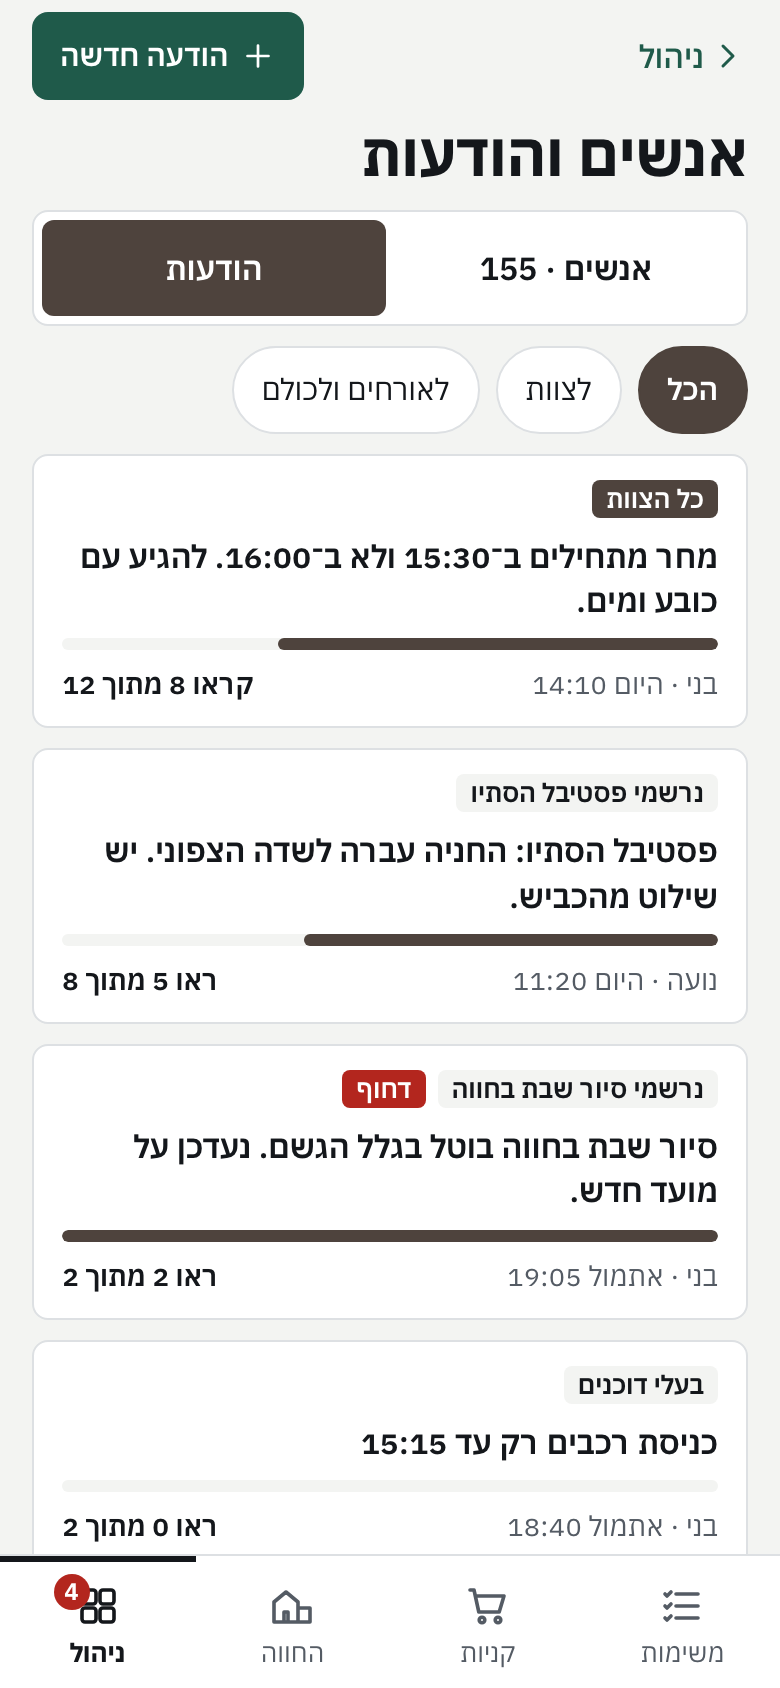 ניהול
הודעה חדשה
אנשים והודעות
אנשים · 155
הודעות
הכל
לצוות
לאורחים ולכולם
כל הצוות
מחר מתחילים ב־15:30 ולא ב־16:00. להגיע עם
כובע ומים.
בני · היום 14:10
קראו 8 מתוך 12
נרשמי פסטיבל הסתיו
פסטיבל הסתיו: החניה עברה לשדה הצפוני. יש
שילוט מהכביש.
נועה · היום 11:20
ראו 5 מתוך 8
נרשמי סיור שבת בחווה
דחוף
סיור שבת בחווה בוטל בגלל הגשם. נעדכן על
מועד חדש.
בני · אתמול 19:05
ראו 2 מתוך 2
בעלי דוכנים
כניסת רכבים רק עד 15:15
בני · אתמול 18:40
ראו 0 מתוך 2
משימות
קניות
החווה
4
ניהול